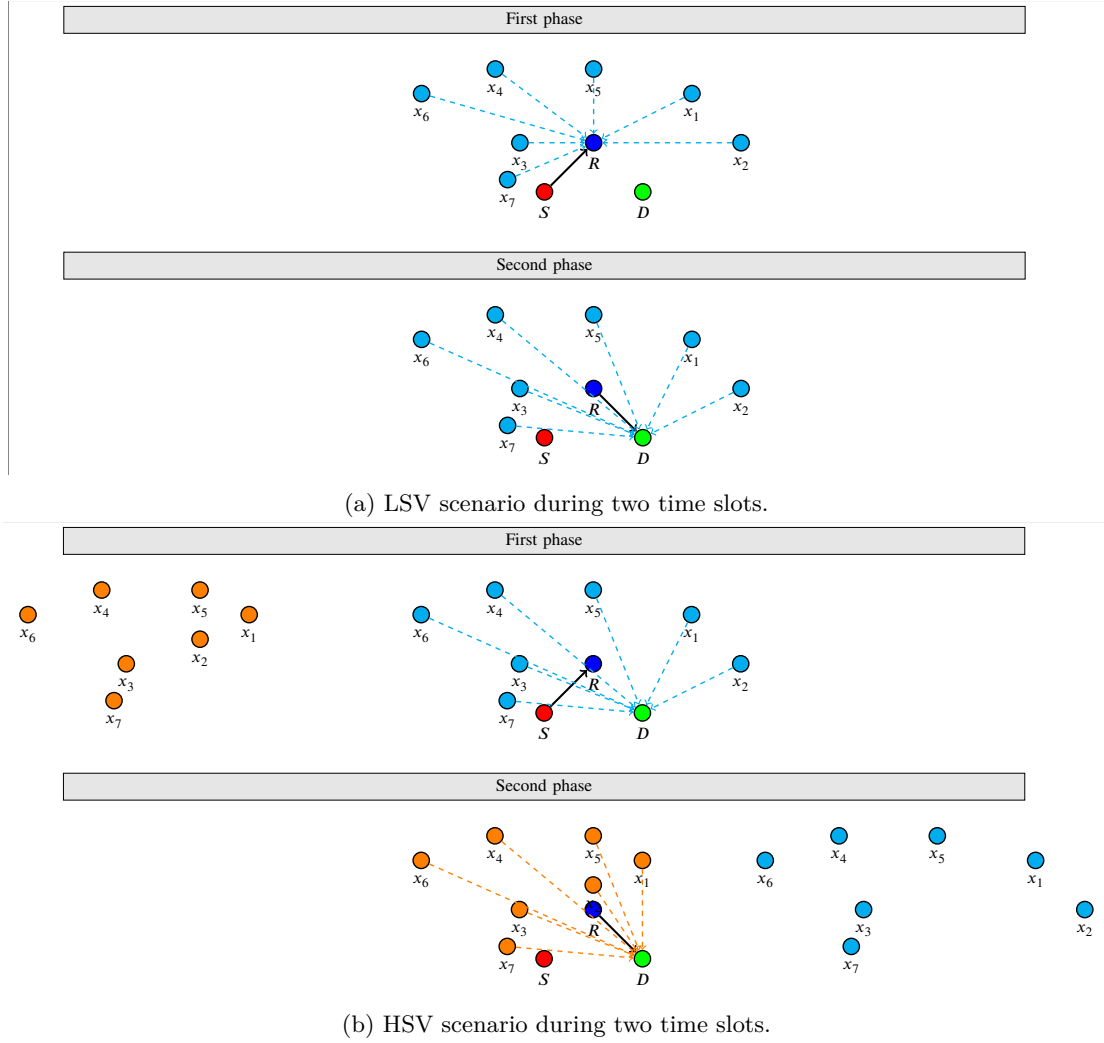 First phase
x4
x5
x6
x1
x3
R
x2
x7
S
D
Second phase
x4
x5
x6
x1
x3
R
x2
x7
S
D
(a) LSV scenario during two time slots.
First phase
x4
x5
x6
x1
x2
x3
x7
x4
x5
x6
x1
x3
R
x2
x7
S
D
Second phase
x4
x5
x6
x1
x3
R
x7
S
D
x4
x5
x6
x1
x3
x2
x7
(b) HSV scenario during two time slots.